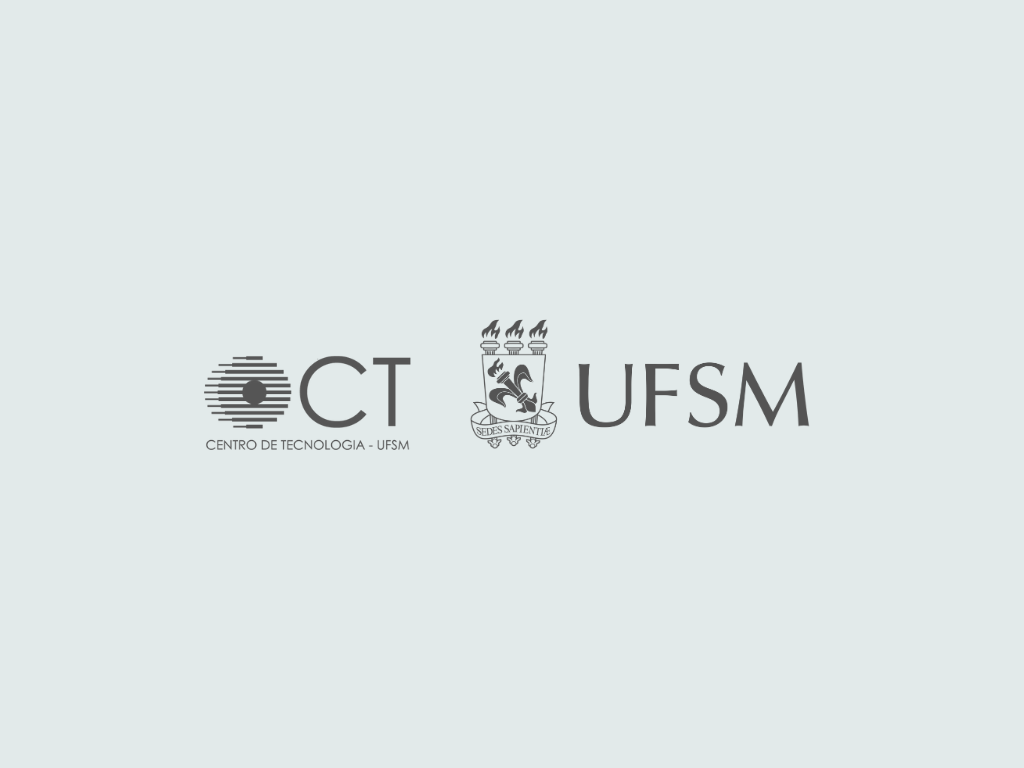 CT
CENTRO DE TECNOLOGIA - UFSM
SEDES SAPIENTIÆ
UFSM